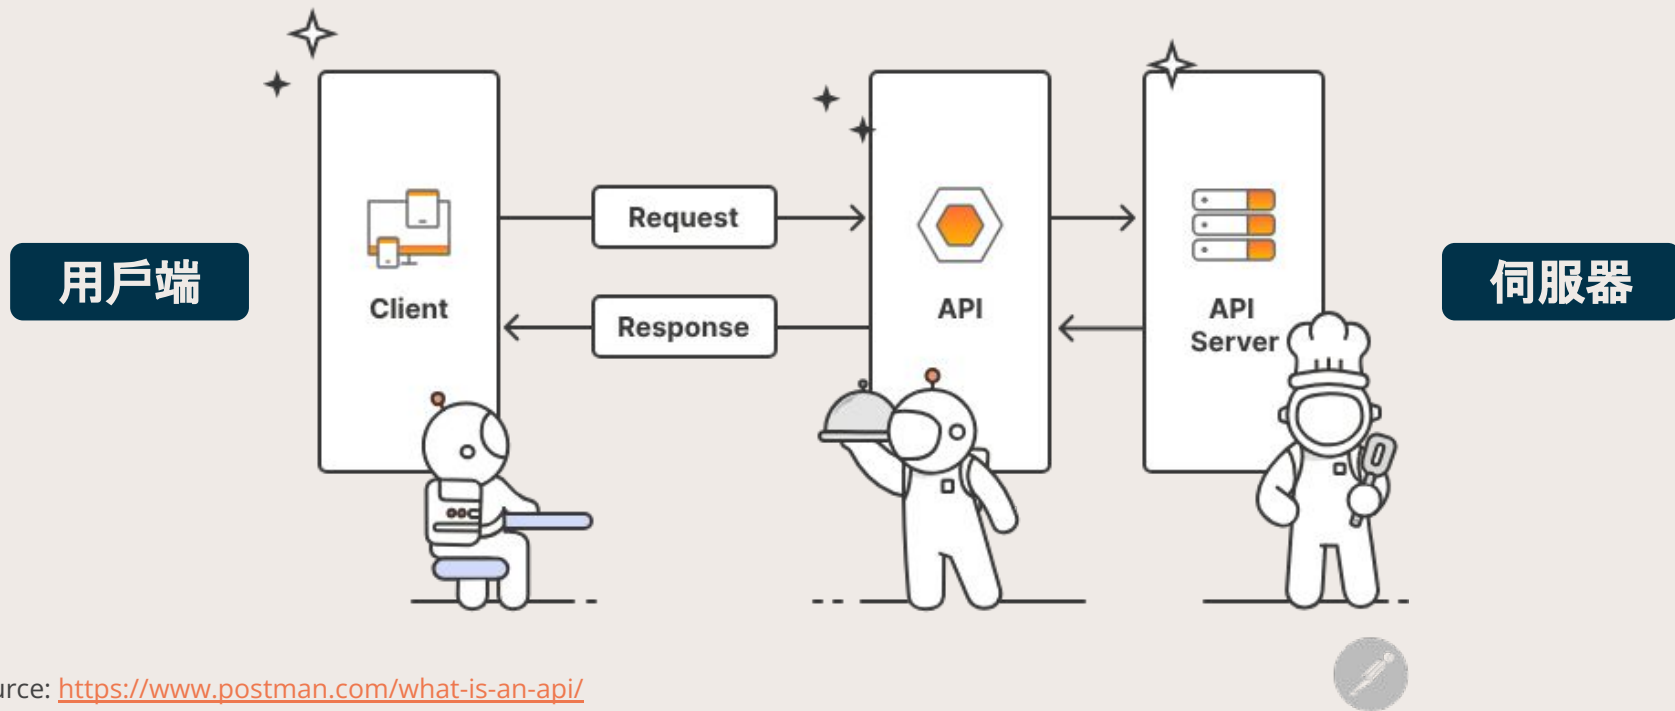 用戶端
Client
Request
Response
API
API
Server
伺服器
urce: https://www.postman.com/what-is-an-api/